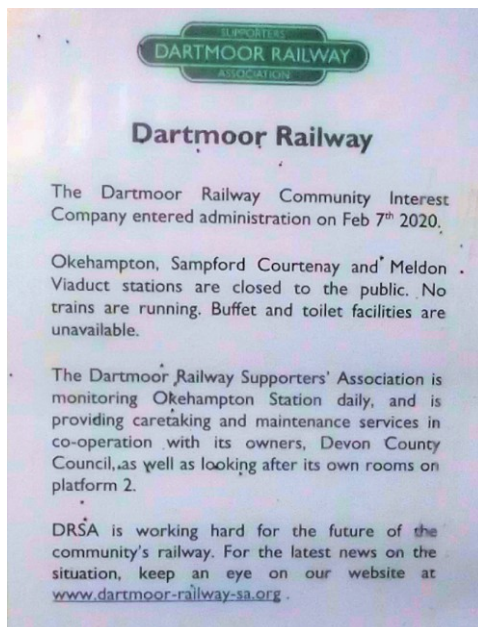 SUPPORTERS
DARTMOOR RAILWAY
ASSOCIATION
Dartmoor Railway
The Dartmoor Railway Community Interest
Company entered administration on Feb 7th 2020.
Okehampton, Sampford Courtenay and Meldon
Viaduct stations are closed to the public. No
trains are running. Buffet and toilet facilities are
unavailable.
The Dartmoor Railway Supporters' Association is
monitoring Okehampton Station daily, and is
providing caretaking and maintenance services in
co-operation with its owners, Devon County
Council, as well as looking after its own rooms on
platform 2.
DRSA is working hard for the future of the
community's railway. For the latest news on the
situation, keep an eye on our website at
www.dartmoor-railway-sa.org .